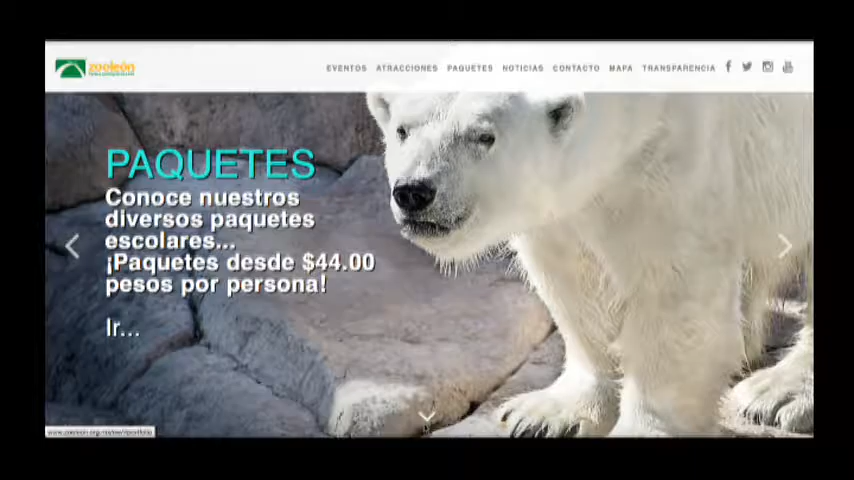 zooleón
EVENTOS ATRACCIONES PAQUETES NOTICIAS CONTACTO MAPA TRANSPARENCIA
PAQUETES
Conoce nuestros
diversos paquetes
escolares...
¡Paquetes desde $44.00
pesos por persona!
Ir...